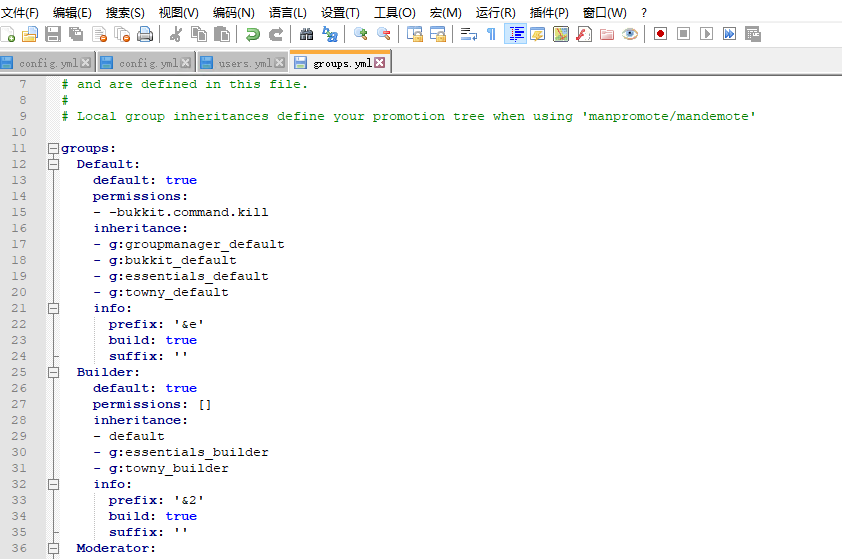 文件(F) 编辑(E) 搜索(S) 视图(V) 编码(N) 语言(L) 设置(T) 工具(O) 宏(M) 运行(R) 插件(P) 窗口(W) ?
config.yml config.yml users.yml groups.yml
7 # and are defined in this file.
8 #
9 # Local group inheritances define your promotion tree when using 'manpromote/mandemote'
10
11 groups:
12 Default:
13 default: true
14 permissions:
15 - -bukkit.command.kill
16 inheritance:
17 - g:groupmanager_default
18 - g:bukkit_default
19 - g:essentials_default
20 - g:towny_default
21 info:
22 prefix: '&e'
23 build: true
24 suffix: ''
25 Builder:
26 default: true
27 permissions: []
28 inheritance:
29 - default
30 - g:essentials_builder
31 - g:towny_builder
32 info:
33 prefix: '&2'
34 build: true
35 suffix: ''
36 Moderator: